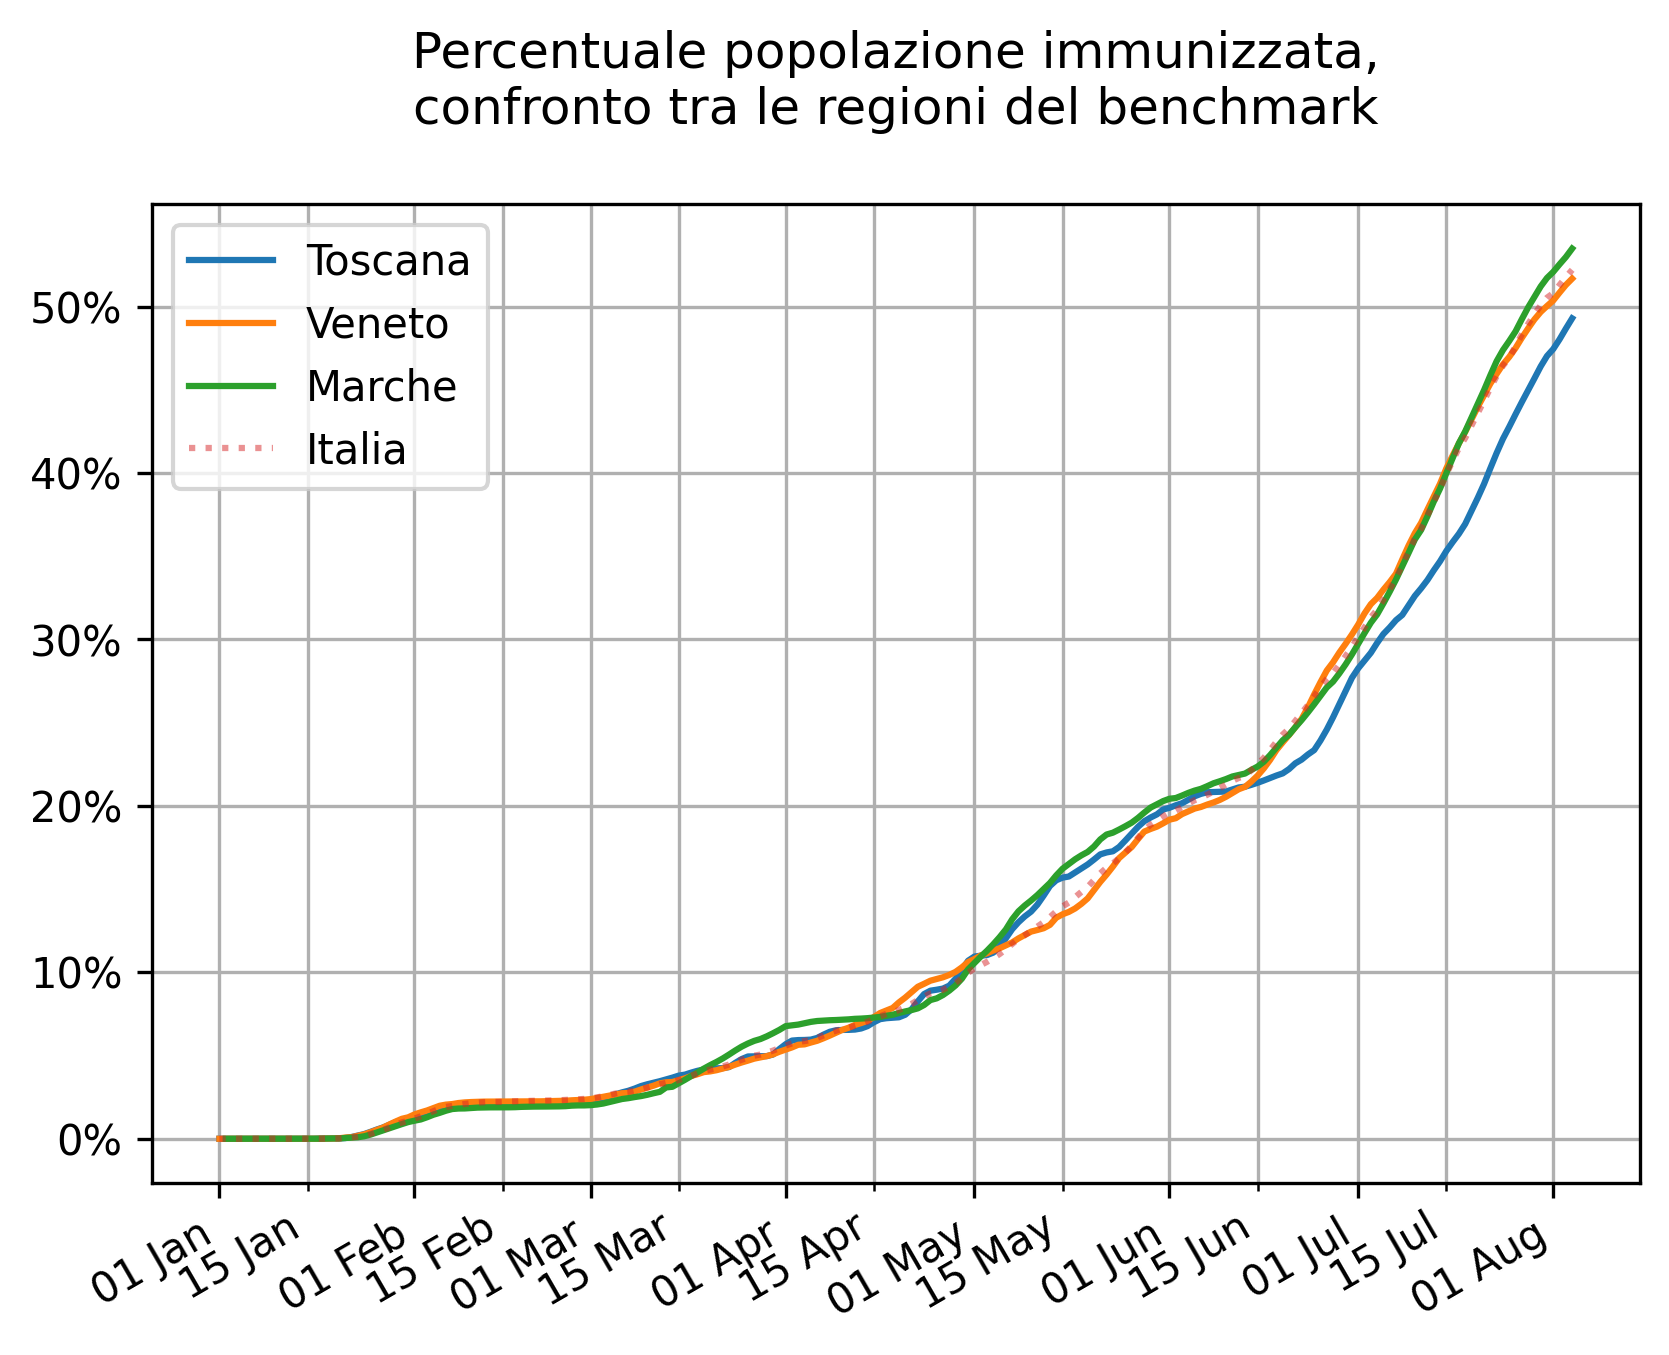 Percentuale popolazione immunizzata,
confronto tra le regioni del benchmark
Toscana
Veneto
Marche
Italia
50%
40%
30%
20%
10%
0%
01 Jan
15 Jan
01 Feb
15 Feb
01 Mar
15 Mar
01 Apr
15 Apr
01 May
15 May
01 Jun
15 Jun
01 Jul
15 Jul
01 Aug